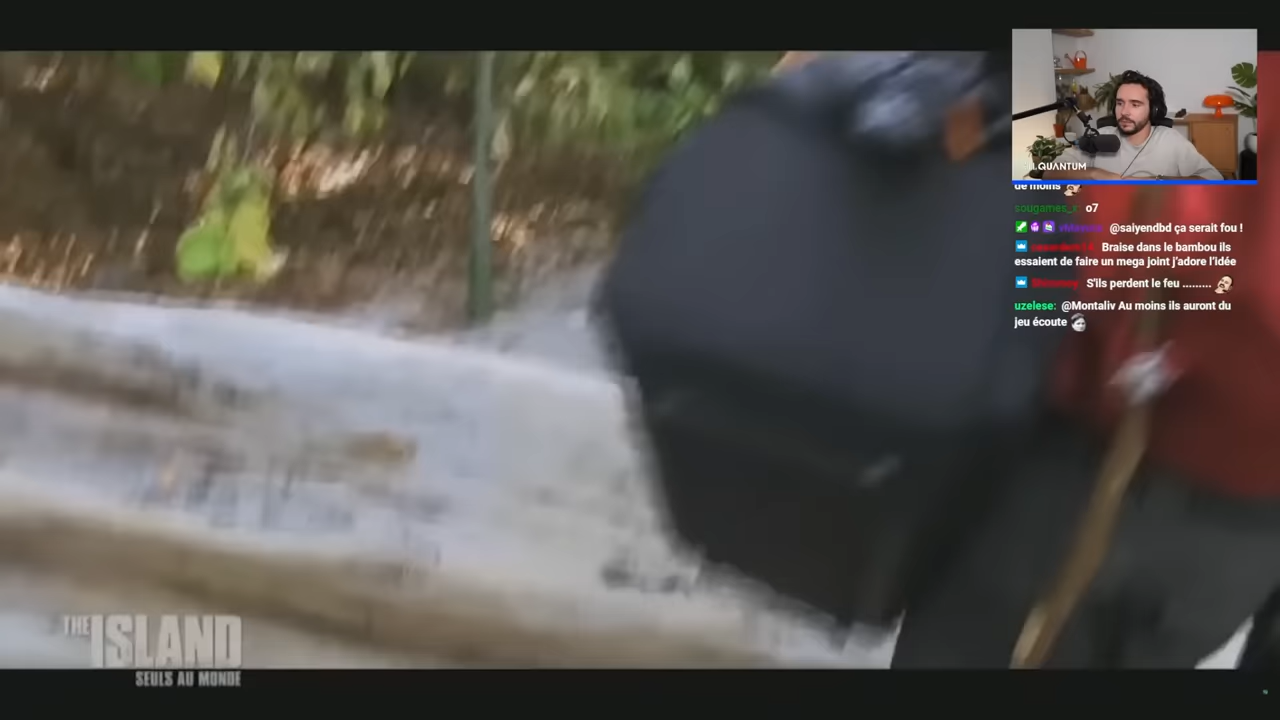 QUANTUM
de moins
sougames_x: o7
@saiyendbd ça serait fou !
Braise dans le bambou ils
essaient de faire un mega joint j'adore l'idée
S'ils perdent le feu .........
uzelese: @Montaliv Au moins ils auront du
jeu écoute
THE
ISLAND
SEULS AU MONDE